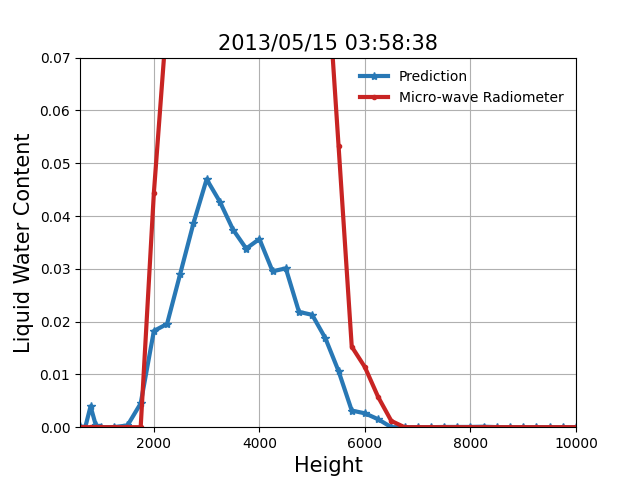 2013/05/15 03:58:38
Prediction
Micro-wave Radiometer
Liquid Water Content
0.07
0.06
0.05
0.04
0.03
0.02
0.01
0.00
2000 4000 6000 8000 10000
Height